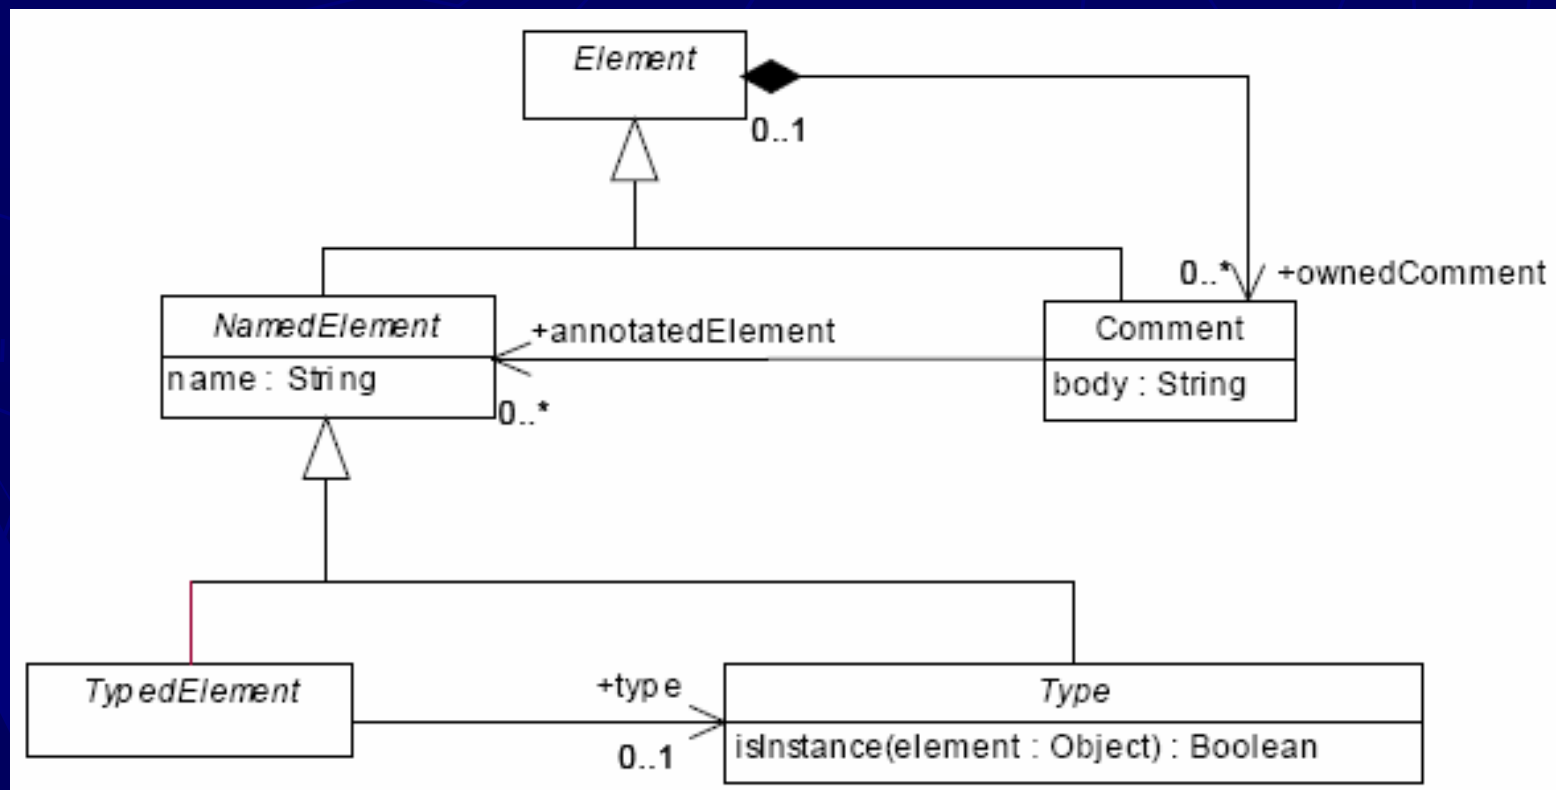 Element
0..1
0..*
+ownedComment
NamedElement
name : String
+annotatedElement
0..*
Comment
body : String
TypedElement
+type
0..1
Type
isInstance(element : Object) : Boolean